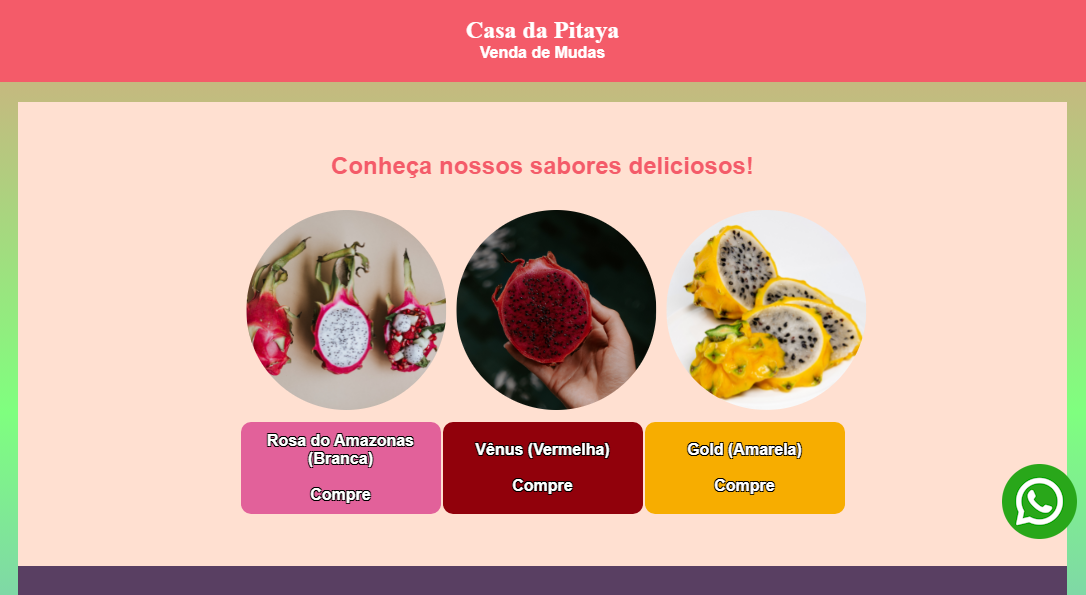 Casa da Pitaya
Venda de Mudas
Conheça nossos sabores deliciosos!
Rosa do Amazonas
(Branca)
Compre
Vênus (Vermelha)
Compre
Gold (Amarela)
Compre